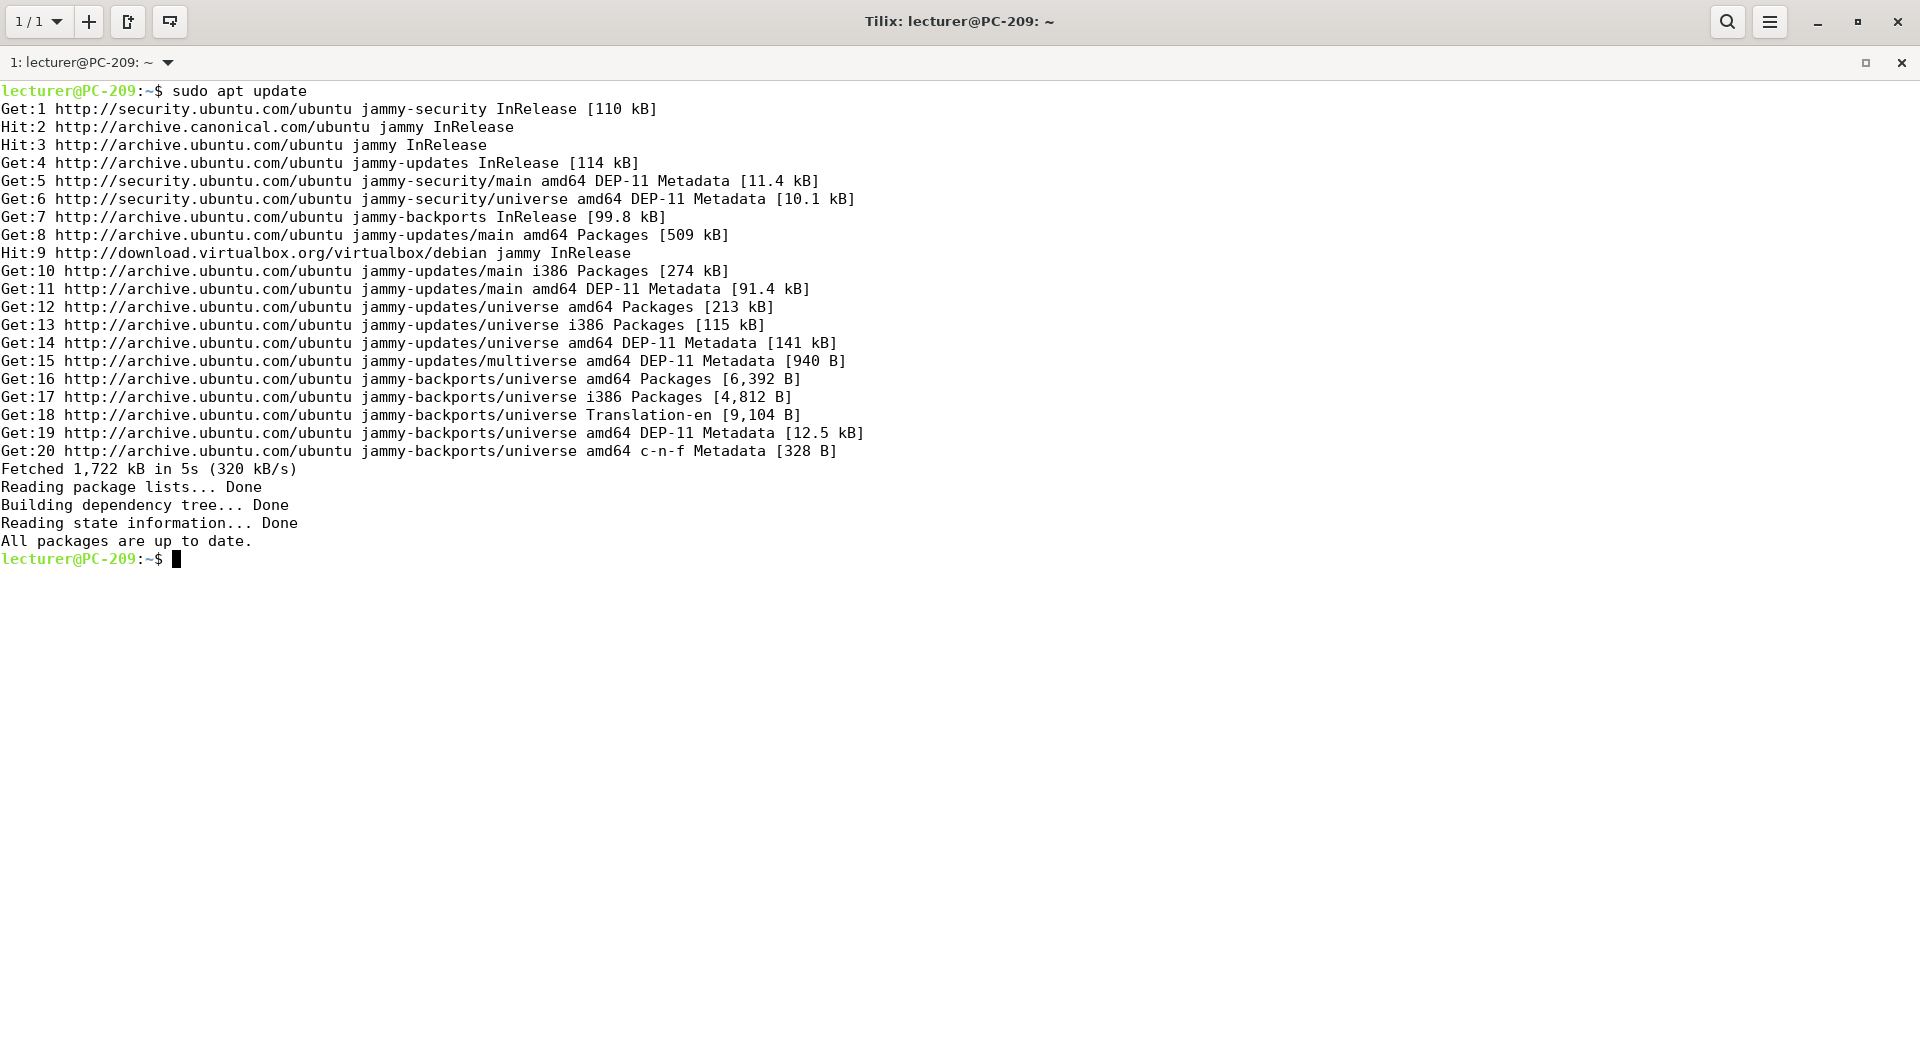 1 / 1
Tilix: lecturer@PC-209: ~
1: lecturer@PC-209: ~
lecturer@PC-209:~$ sudo apt update
Get:1 http://security.ubuntu.com/ubuntu jammy-security InRelease [110 kB]
Hit:2 http://archive.canonical.com/ubuntu jammy InRelease
Hit:3 http://archive.ubuntu.com/ubuntu jammy InRelease
Get:4 http://archive.ubuntu.com/ubuntu jammy-updates InRelease [114 kB]
Get:5 http://security.ubuntu.com/ubuntu jammy-security/main amd64 DEP-11 Metadata [11.4 kB]
Get:6 http://security.ubuntu.com/ubuntu jammy-security/universe amd64 DEP-11 Metadata [10.1 kB]
Get:7 http://archive.ubuntu.com/ubuntu jammy-backports InRelease [99.8 kB]
Get:8 http://archive.ubuntu.com/ubuntu jammy-updates/main amd64 Packages [509 kB]
Hit:9 http://download.virtualbox.org/virtualbox/debian jammy InRelease
Get:10 http://archive.ubuntu.com/ubuntu jammy-updates/main i386 Packages [274 kB]
Get:11 http://archive.ubuntu.com/ubuntu jammy-updates/main amd64 DEP-11 Metadata [91.4 kB]
Get:12 http://archive.ubuntu.com/ubuntu jammy-updates/universe amd64 Packages [213 kB]
Get:13 http://archive.ubuntu.com/ubuntu jammy-updates/universe i386 Packages [115 kB]
Get:14 http://archive.ubuntu.com/ubuntu jammy-updates/universe amd64 DEP-11 Metadata [141 kB]
Get:15 http://archive.ubuntu.com/ubuntu jammy-updates/multiverse amd64 DEP-11 Metadata [940 B]
Get:16 http://archive.ubuntu.com/ubuntu jammy-backports/universe amd64 Packages [6,392 B]
Get:17 http://archive.ubuntu.com/ubuntu jammy-backports/universe i386 Packages [4,812 B]
Get:18 http://archive.ubuntu.com/ubuntu jammy-backports/universe Translation-en [9,104 B]
Get:19 http://archive.ubuntu.com/ubuntu jammy-backports/universe amd64 DEP-11 Metadata [12.5 kB]
Get:20 http://archive.ubuntu.com/ubuntu jammy-backports/universe amd64 c-n-f Metadata [328 B]
Fetched 1,722 kB in 5s (320 kB/s)
Reading package lists... Done
Building dependency tree... Done
Reading state information... Done
All packages are up to date.
lecturer@PC-209:~$